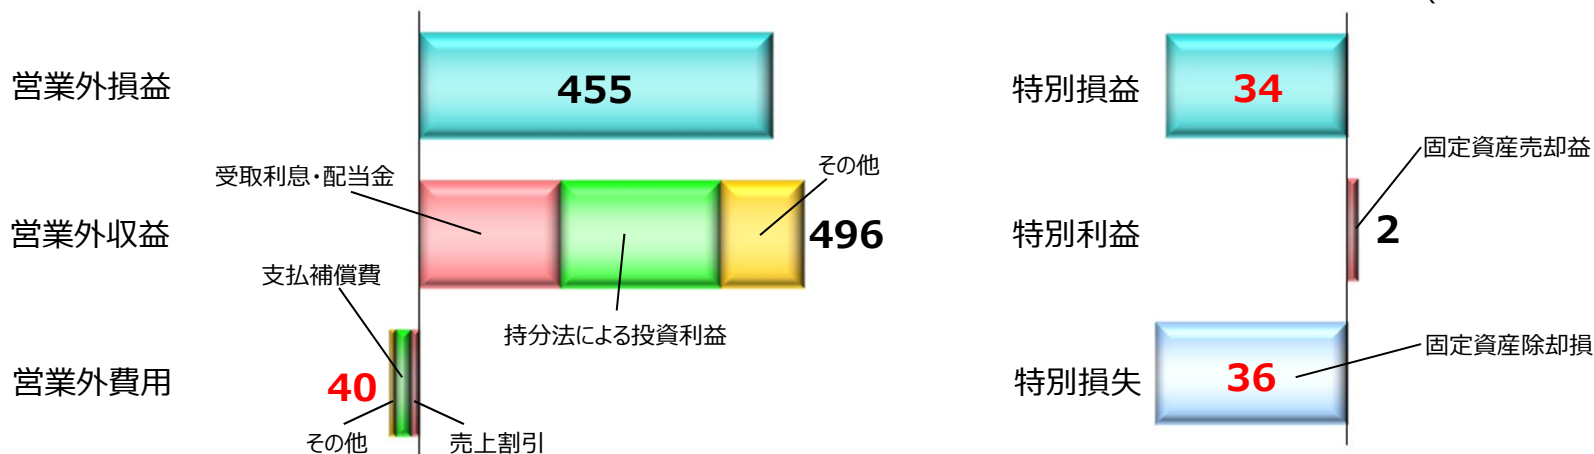 営業外損益
455
受取利息・配当金
その他
営業外収益
496
支払補償費
持分法による投資利益
営業外費用
40
その他
売上割引
(
特別損益
34
固定資産売却益
特別利益
2
特別損失
36
固定資産除却損